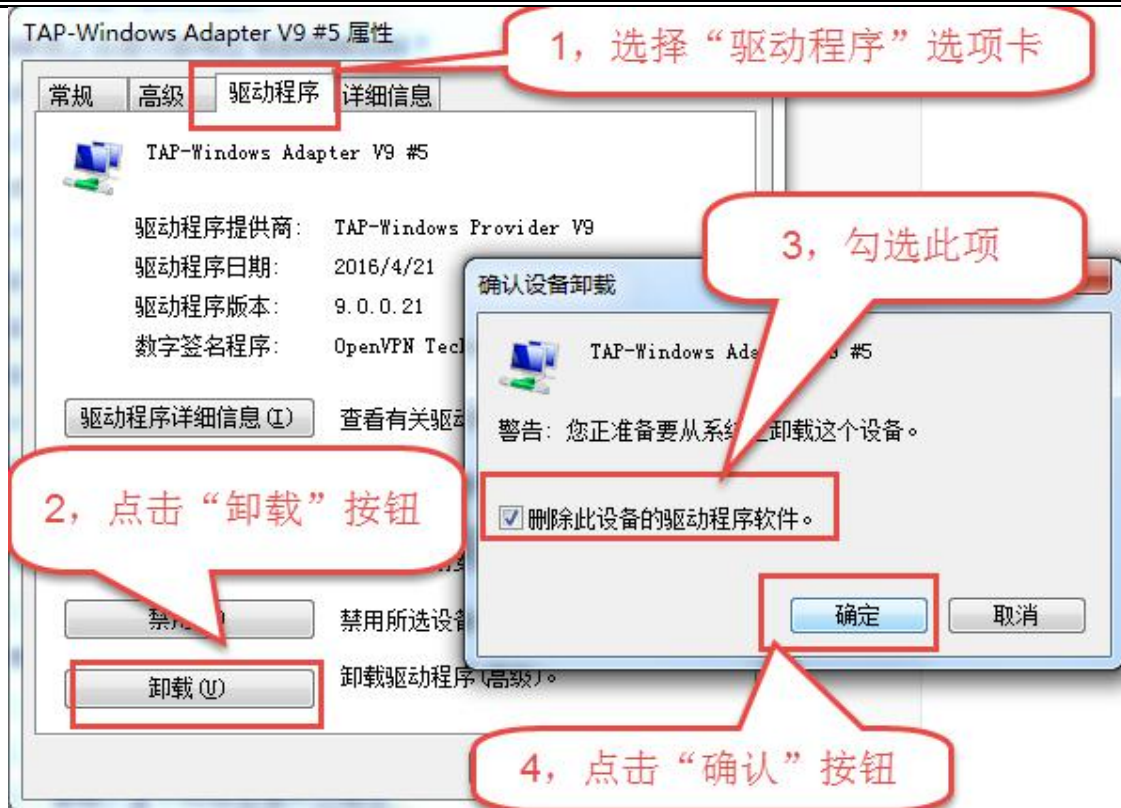 TAP-Windows Adapter V9 #5 属性
1，选择“驱动程序”选项卡
常规 高级 驱动程序 详细信息
TAP-Windows Adapter V9 #5
驱动程序提供商: TAP-Windows Provider V9
驱动程序日期: 2016/4/21
驱动程序版本: 9.0.0.21
数字签名程序: OpenVPN Tecl
驱动程序详细信息(I) 查看有关驱动
2，点击“卸载”按钮
禁用 禁用所选设备
卸载(U) 卸载驱动程序(高级)。
3，勾选此项
确认设备卸载
TAP-Windows Ada #5
警告: 您正准备要从系统 卸载这个设备。
删除此设备的驱动程序软件。
确定 取消
4，点击“确认”按钮